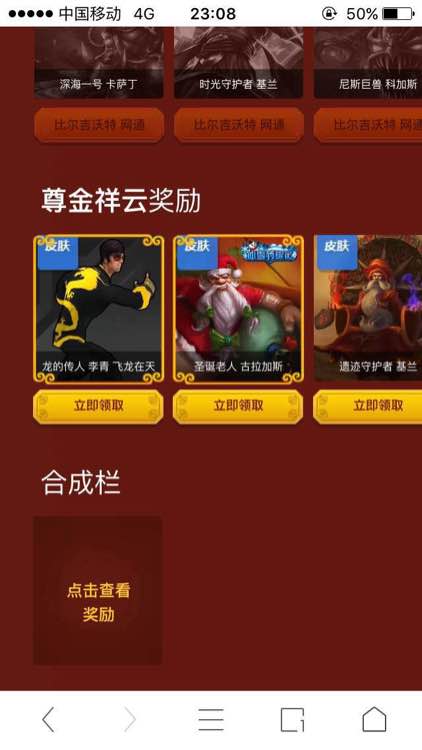 中国移动 4G 23:08 50%
深海一号 卡萨丁 时光守护者 基兰 尼斯巨兽 科加斯
比尔吉沃特 网通 比尔吉沃特 网通 比尔吉沃特 网通
尊金祥云奖励
皮肤 皮肤 皮肤
龙的传人 李青 飞龙在天 圣诞老人 古拉加斯 遗迹守护者 基兰
立即领取 立即领取 立即领取
合成栏
点击查看
奖励
1